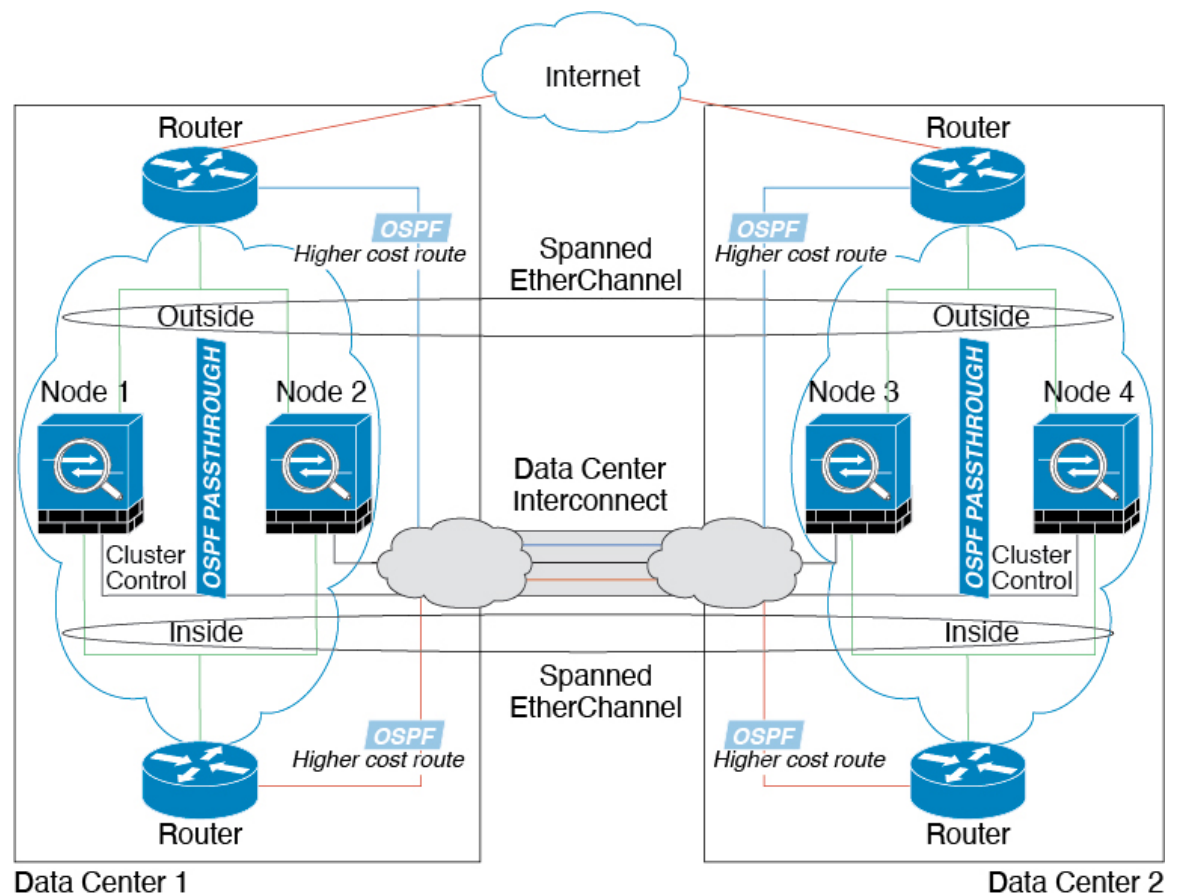 Internet
Router
Router
OSPF
Higher cost route
OSPF
Higher cost route
Spanned
EtherChannel
Outside
Outside
Node 1
Node 2
Node 3
Node 4
OSPF PASSTHROUGH
OSPF PASSTHROUGH
Data Center
Interconnect
Cluster
Control
Cluster
Control
Inside
Inside
Spanned
EtherChannel
OSPF
Higher cost route
OSPF
Higher cost route
Router
Router
Data Center 1
Data Center 2